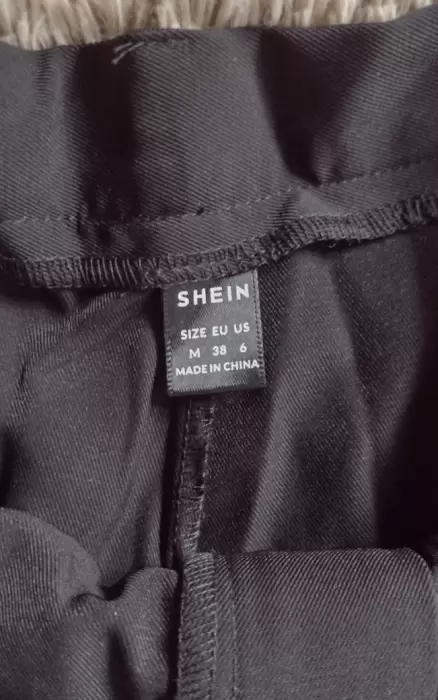 SHEIN
SIZE EU US
M 38 6
MADE IN CHINA